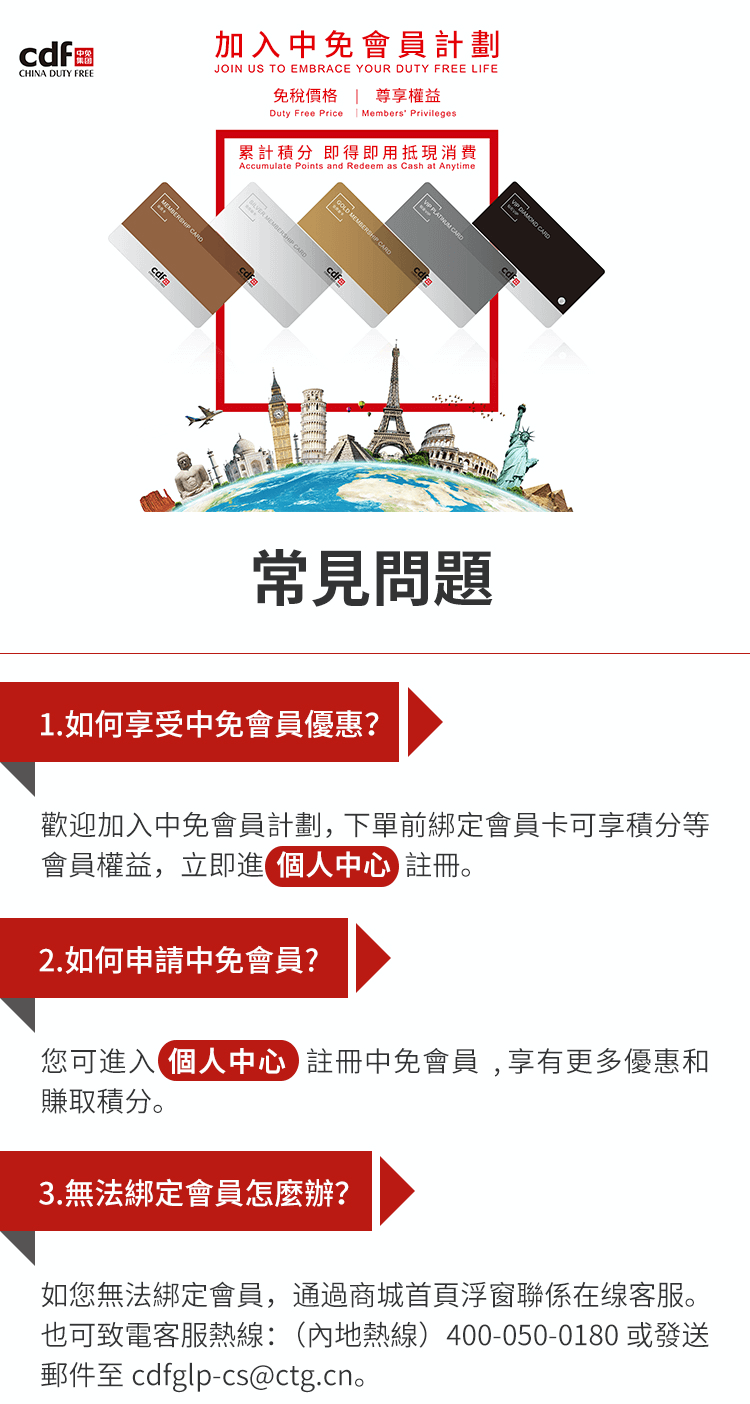 cdf 中免集团
CHINA DUTY FREE
加入中免會員計劃
JOIN US TO EMBRACE YOUR DUTY FREE LIFE
免稅價格 | 尊享權益
Duty Free Price | Members' Privileges
累計積分 即得即用抵現消費
Accumulate Points and Redeem as Cash at Anytime
MEMBERSHIP CARD
SILVER MEMBERSHIP CARD
GOLD MEMBERSHIP CARD
VIP PLATINUM CARD
VIP DIAMOND CARD
cdf
cdf
cdf
cdf
cdf
常見問題
1.如何享受中免會員優惠?
歡迎加入中免會員計劃,下單前綁定會員卡可享積分等
會員權益，立即進 個人中心 註冊。
2.如何申請中免會員?
您可進入 個人中心 註冊中免會員 ,享有更多優惠和
賺取積分。
3.無法綁定會員怎麼辦?
如您無法綁定會員，通過商城首頁浮窗聯係在线客服。
也可致電客服熱線：（內地熱線）400-050-0180 或發送
郵件至 cdfglp-cs@ctg.cn。